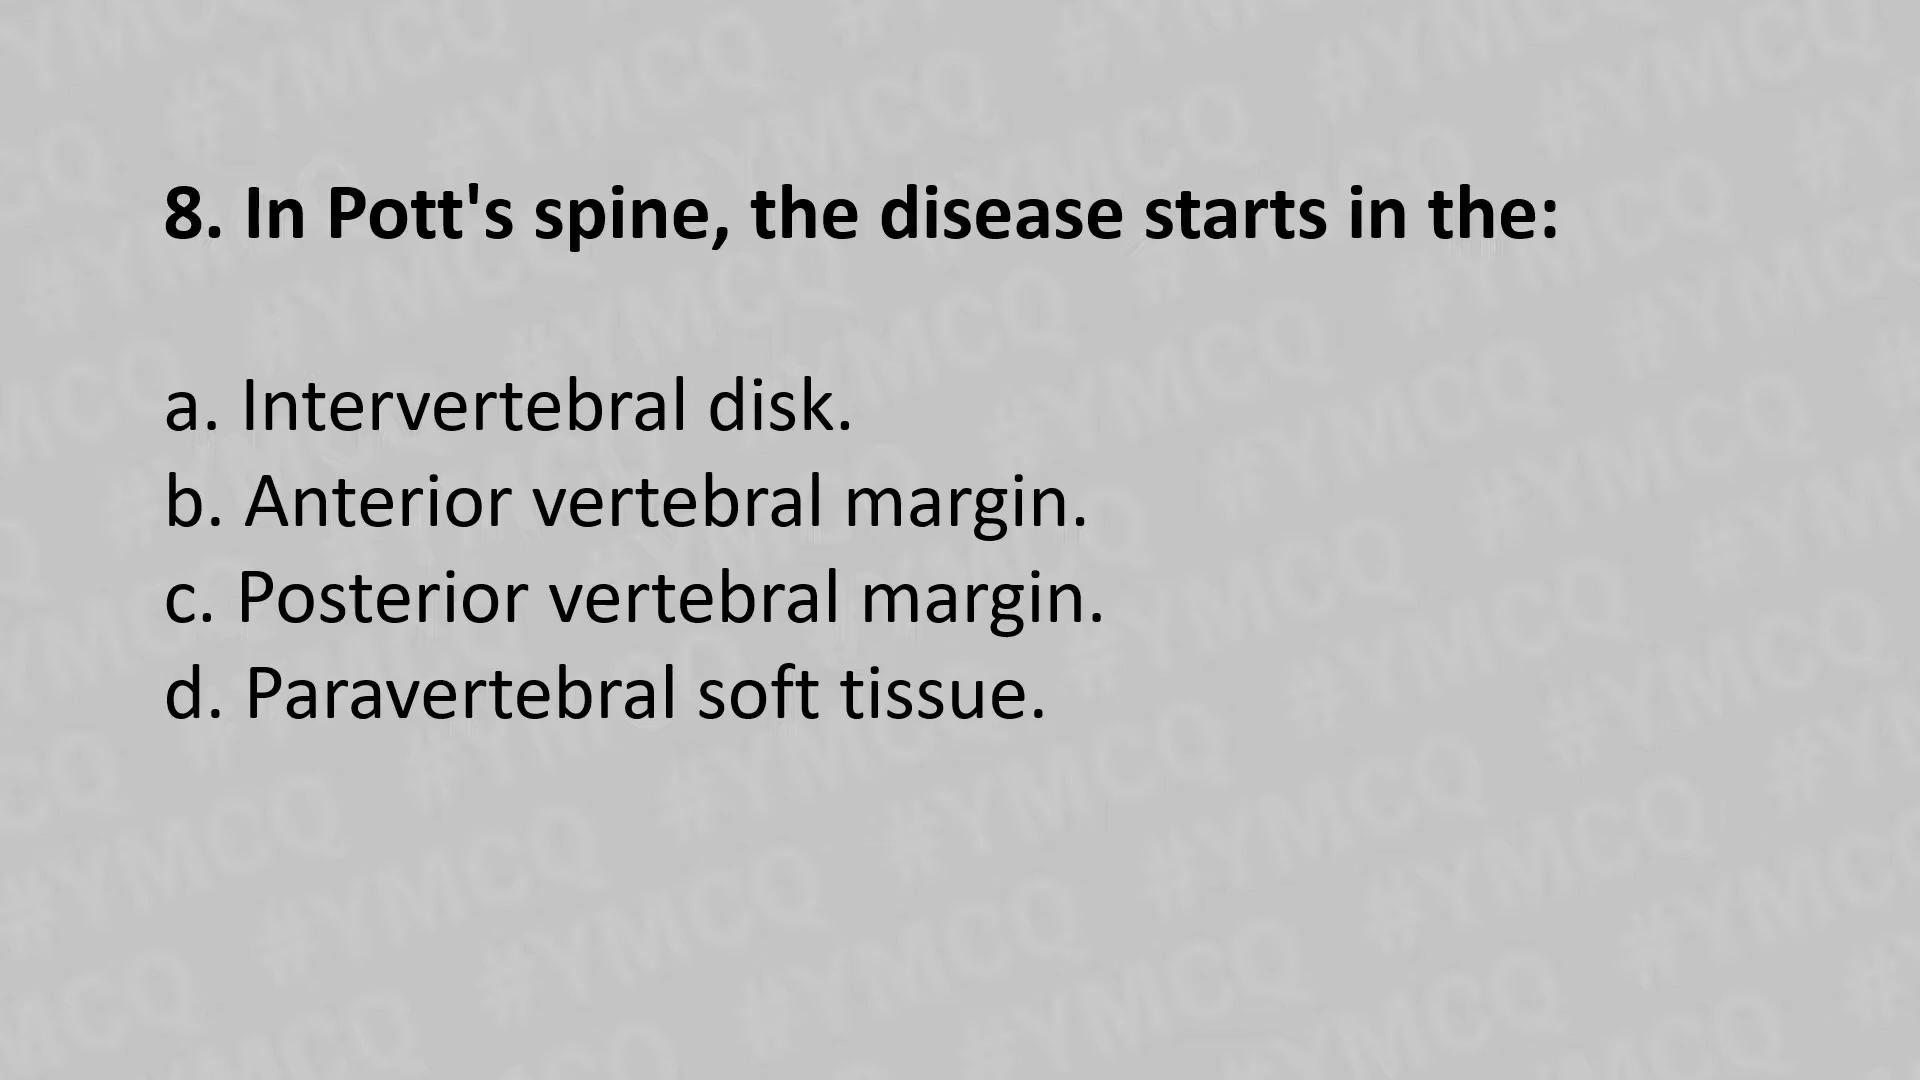 8. In Pott's spine, the disease starts in the:
a. Intervertebral disk.
b. Anterior vertebral margin.
c. Posterior vertebral margin.
d. Paravertebral soft tissue.
#YMCQ